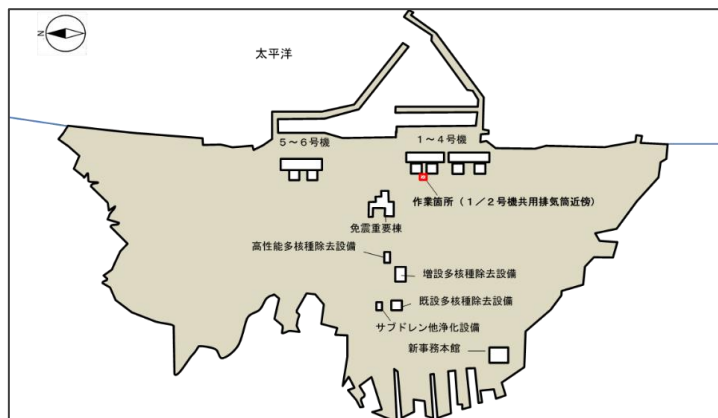 N
太平洋
5～6号機
1～4号機
作業箇所（1／2号機共用排気筒近傍）
免震重要棟
高性能多核種除去設備
増設多核種除去設備
既設多核種除去設備
サブドレン他浄化設備
新事務本館